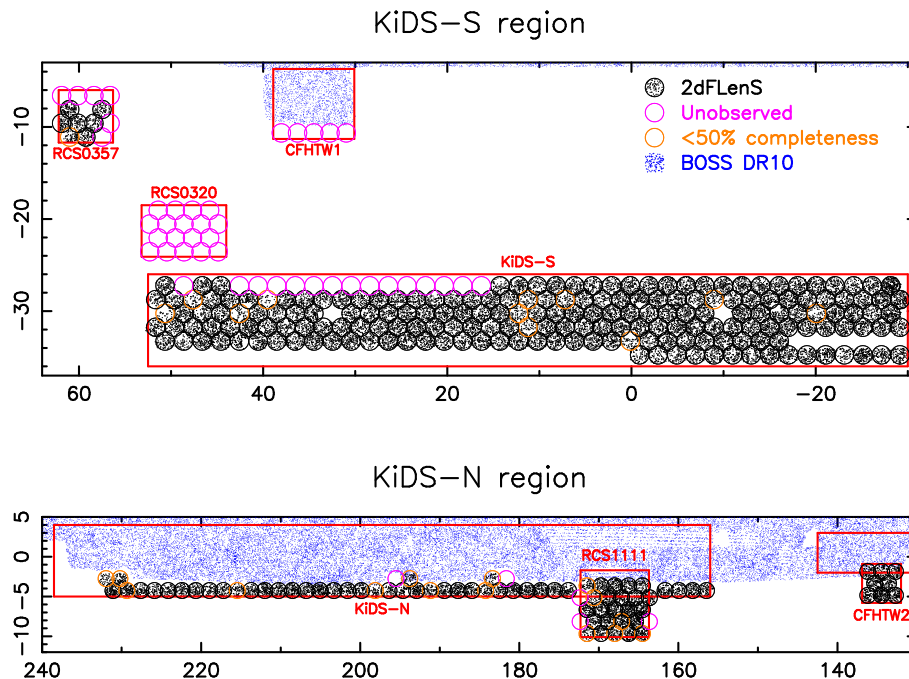 KiDS-S region
2dFLenS
Unobserved
<50% completeness
BOSS DR10
RCS0357
CFHTW1
RCS0320
KiDS-S
-10
-20
-30
60
40
20
0
-20
KiDS-N region
5
0
-5
-10
RCS1111
KiDS-N
CFHTW2
240
220
200
180
160
140